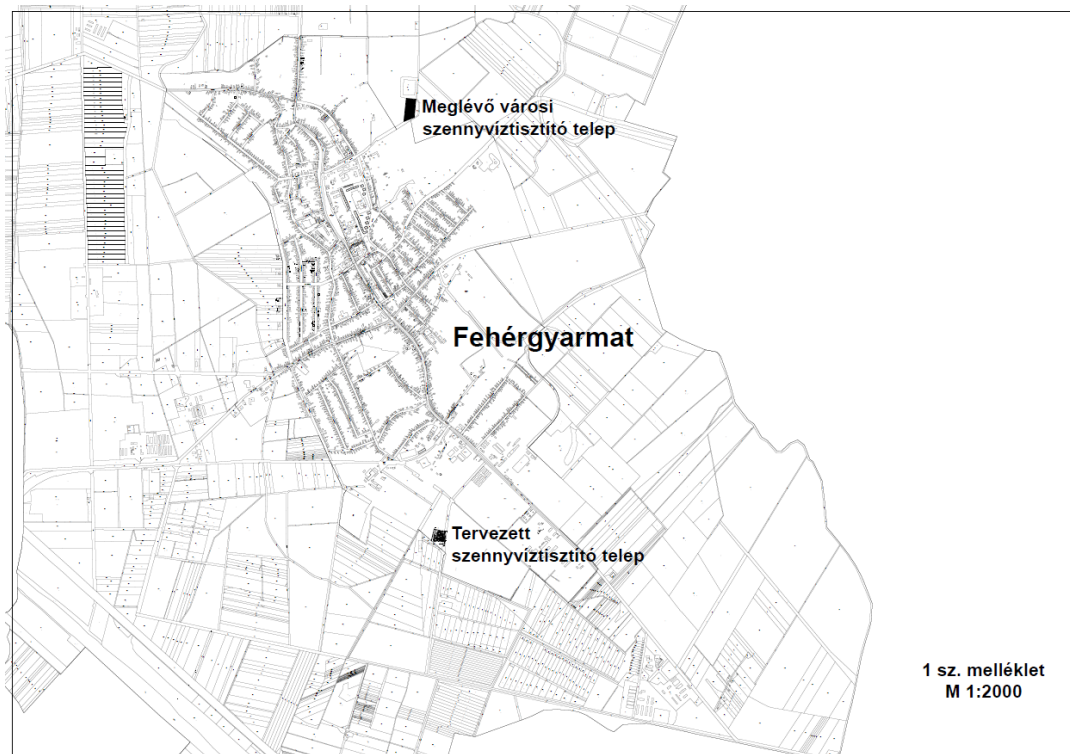 Meglévő városi
szennyvíztisztító telep
Fehérgyarmat
Tervezett
szennyvíztisztító telep
1 sz. melléklet
M 1:2000